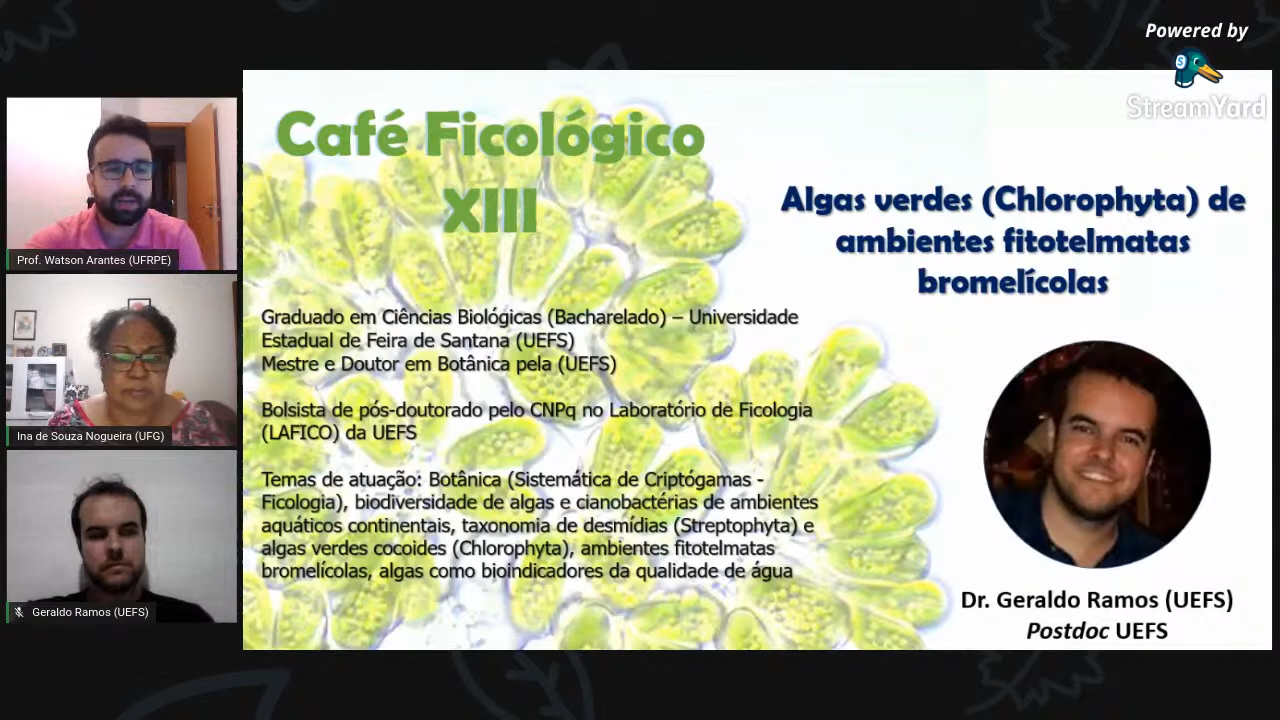 Powered by
StreamYard
Prof. Watson Arantes (UFRPE)
Ina de Souza Nogueira (UFG)
Geraldo Ramos (UEFS)
Café Ficológico
XIII
Algas verdes (Chlorophyta) de
ambientes fitotelmatas
bromelícolas
Graduado em Ciências Biológicas (Bacharelado) – Universidade
Estadual de Feira de Santana (UEFS)
Mestre e Doutor em Botânica pela (UEFS)
Bolsista de pós-doutorado pelo CNPq no Laboratório de Ficologia
(LAFICO) da UEFS
Temas de atuação: Botânica (Sistemática de Criptógamas -
Ficologia), biodiversidade de algas e cianobactérias de ambientes
aquáticos continentais, taxonomia de desmídias (Streptophyta) e
algas verdes cocoides (Chlorophyta), ambientes fitotelmatas
bromelícolas, algas como bioindicadores da qualidade de água
Dr. Geraldo Ramos (UEFS)
Postdoc UEFS